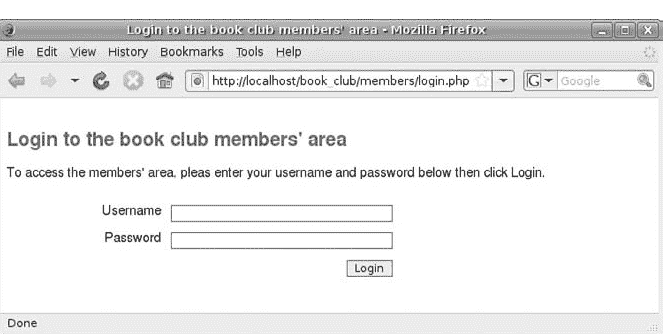 Login to the book club members' area - Mozilla Firefox
File Edit View History Bookmarks Tools Help
http://localhost/book_club/members/login.php G Google
Login to the book club members' area
To access the members' area, pleas enter your username and password below then click Login.
Username
Password
Login
Done